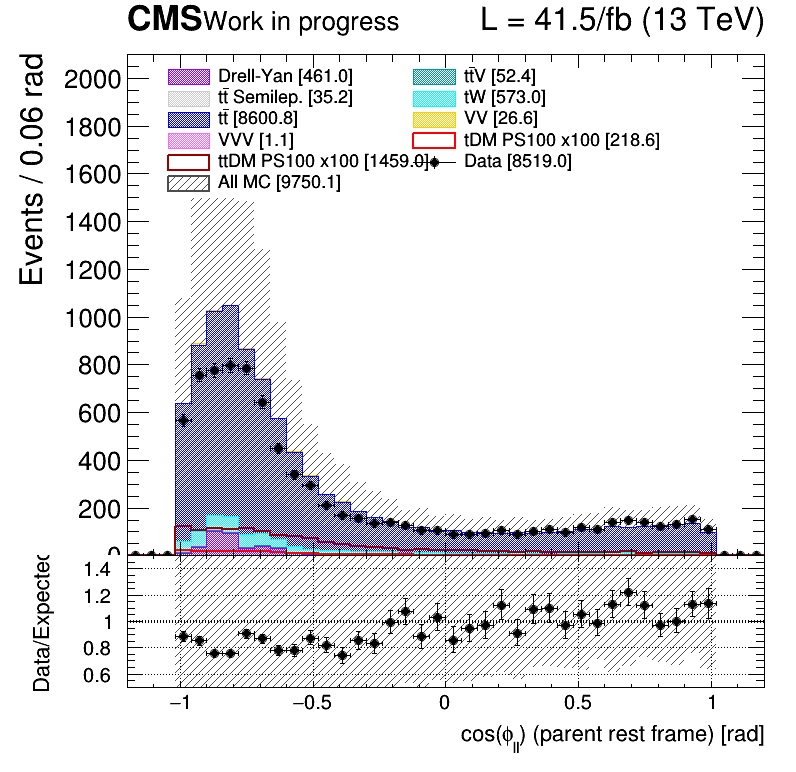 CMS Work in progress L = 41.5/fb (13 TeV)
Events / 0.06 rad
2000
1800
1600
1400
1200
1000
800
600
400
200
0
Drell-Yan [461.0]
tt̄V [52.4]
tt̄ Semilep. [35.2]
tW [573.0]
tt̄ [8600.8]
VV [26.6]
VVV [1.1]
tDM PS100 x100 [218.6]
ttDM PS100 x100 [1459.0]
Data [8519.0]
All MC [9750.1]
Data/Expected
1.4
1.2
1
0.8
0.6
−1 −0.5 0 0.5 1
cos(ϕ_ll) (parent rest frame) [rad]